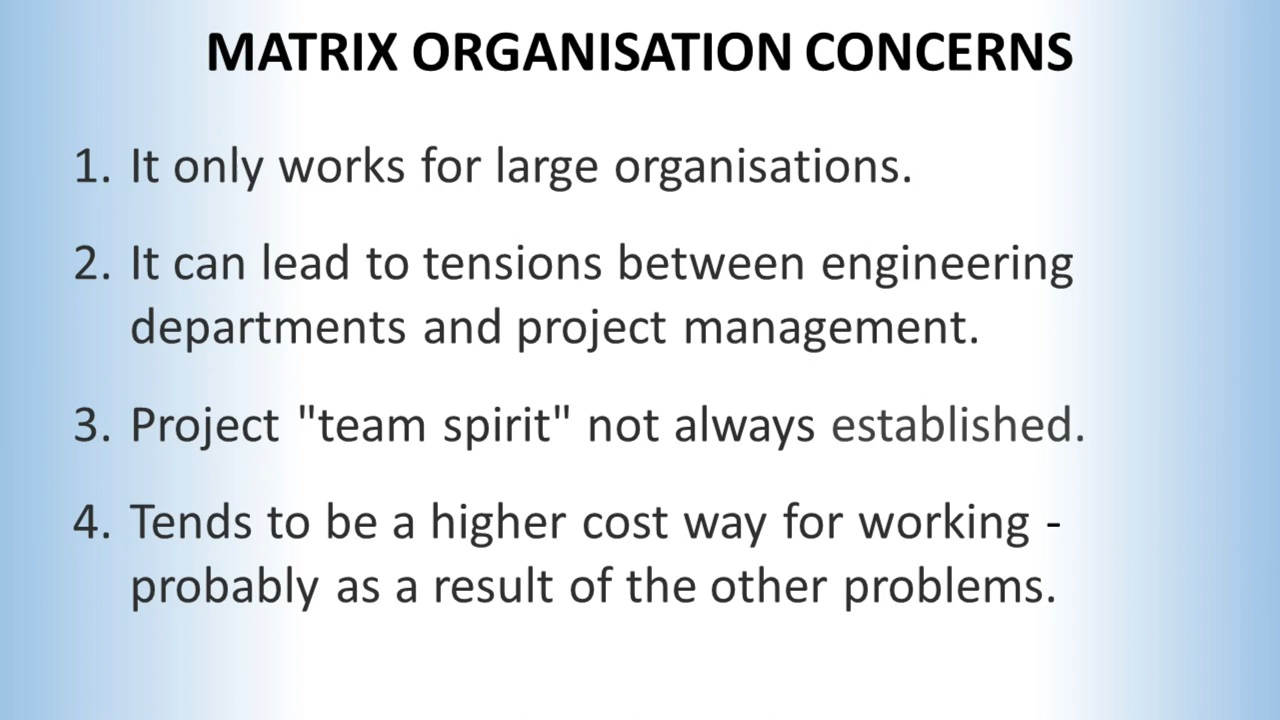 MATRIX ORGANISATION CONCERNS
1. It only works for large organisations.
2. It can lead to tensions between engineering
departments and project management.
3. Project "team spirit" not always established.
4. Tends to be a higher cost way for working -
probably as a result of the other problems.